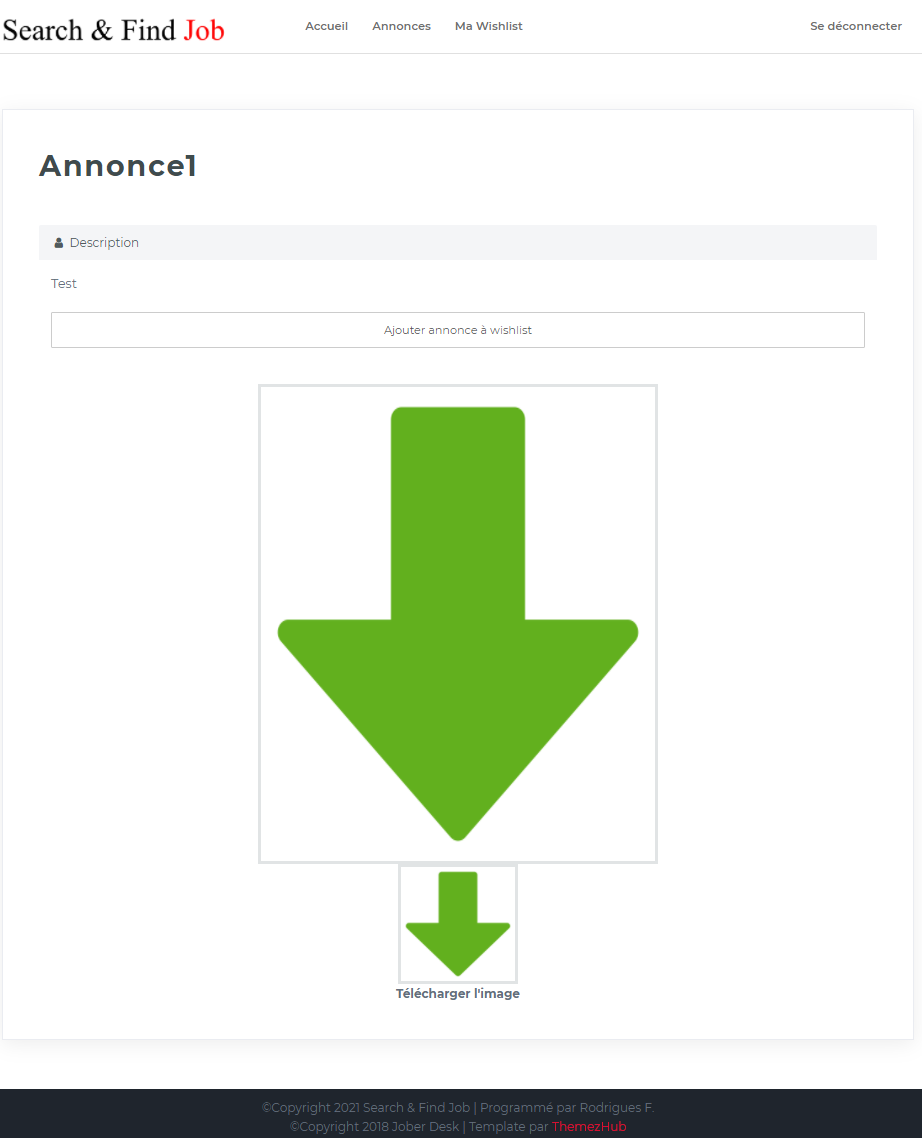 Search & Find Job
Accueil
Annonces
Ma Wishlist
Se déconnecter
Annonce1
Description
Test
Ajouter annonce à wishlist
Télécharger l'image
©Copyright 2021 Search & Find Job | Programmé par Rodrigues F.
©Copyright 2018 Jober Desk | Template par ThemezHub